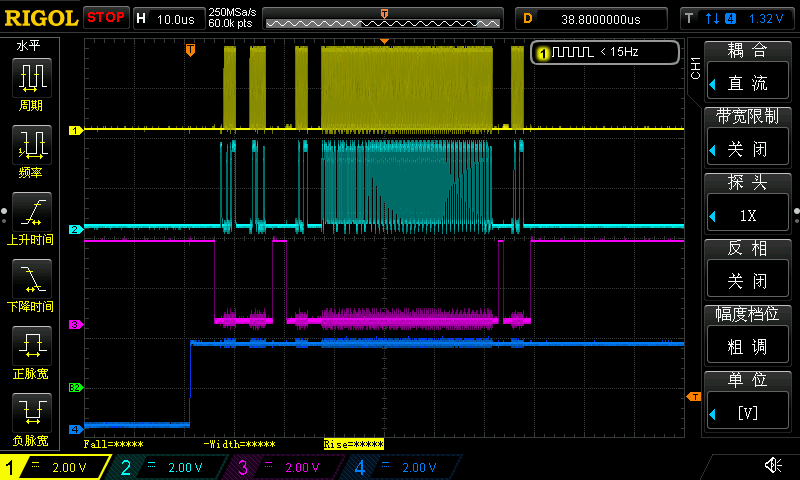 RIGOL STOP H 10.0us 250MSa/s 60.0k pts T D 38.8000000us T 4 1.32 V
水平
周期
频率
上升时间
下降时间
正脉宽
负脉宽
T
1 < 15Hz
1
2
3
B2
4
T
Fall=***** -Width=***** Rise=*****
CH1
耦 合
直 流
带宽限制
关 闭
探 头
1X
反 相
关 闭
幅度档位
粗 调
单 位
[V]
1 2.00 V 2 2.00 V 3 2.00 V 4 2.00 V